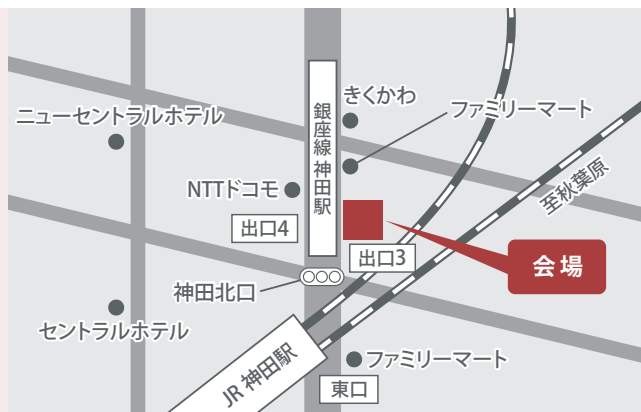 きくかわ
ファミリーマート
ニューセントラルホテル
銀座線 神田駅
NTTドコモ
至秋葉原
出口4
出口3
会場
神田北口
セントラルホテル
JR 神田駅
ファミリーマート
東口